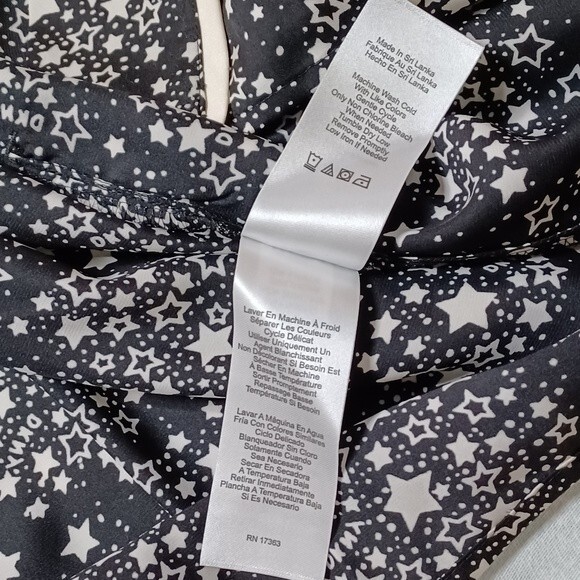 Made In Sri Lanka
Fabrique Au Sri Lanka
Hecho En Sri Lanka
Machine Wash Cold
With Like Colors
Gentle Cycle
Only Non Chlorine Bleach
When Needed
Tumble Dry Low
Remove Promptly
Low Iron If Needed
Laver En Machine À Froid
Séparer Les Couleurs
Cycle Délicat
Utiliser Uniquement Un
Agent Blanchissant
Non Décolorant Si Besoin Est
Sécher En Machine
À Basse Température
Sortir Promptement
Repassage Basse
Température Si Besoin
Lavar A Máquina En Agua
Fría Con Colores Similares
Ciclo Delicado
Blanqueador Sin Cloro
Solamente Cuando
Sea Necesario
Secar En Secadora
A Temperatura Baja
Retirar Inmediatamente
Plancha A Temperatura Baja
Si Es Necesario
RN 17363